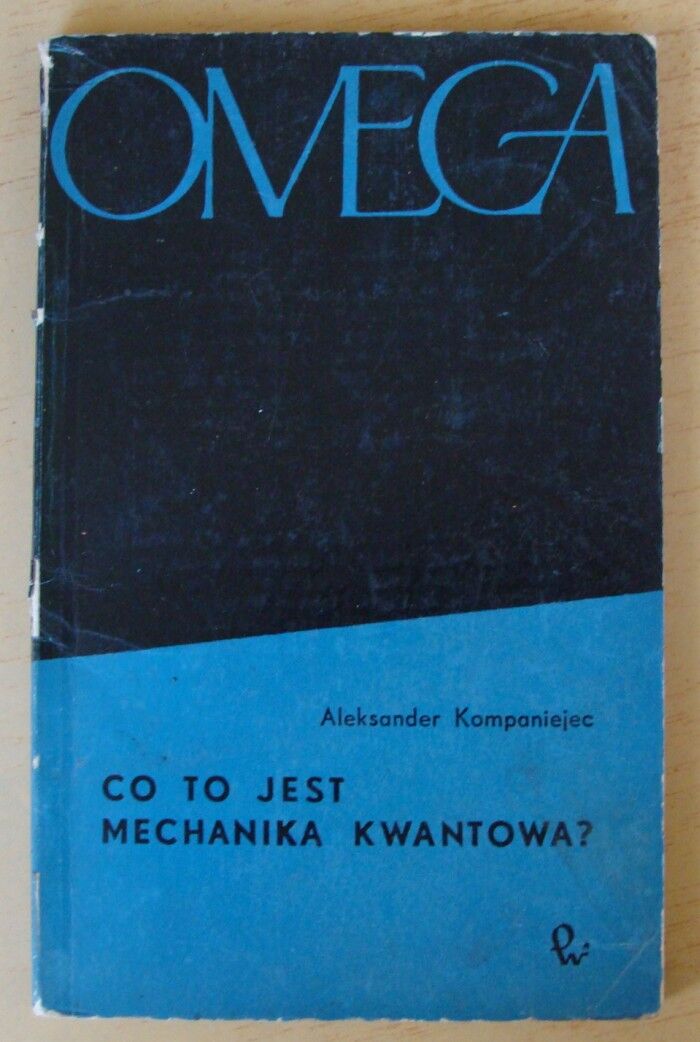 OMEGA
Aleksander Kompaniejec
CO TO JEST
MECHANIKA KWANTOWA?